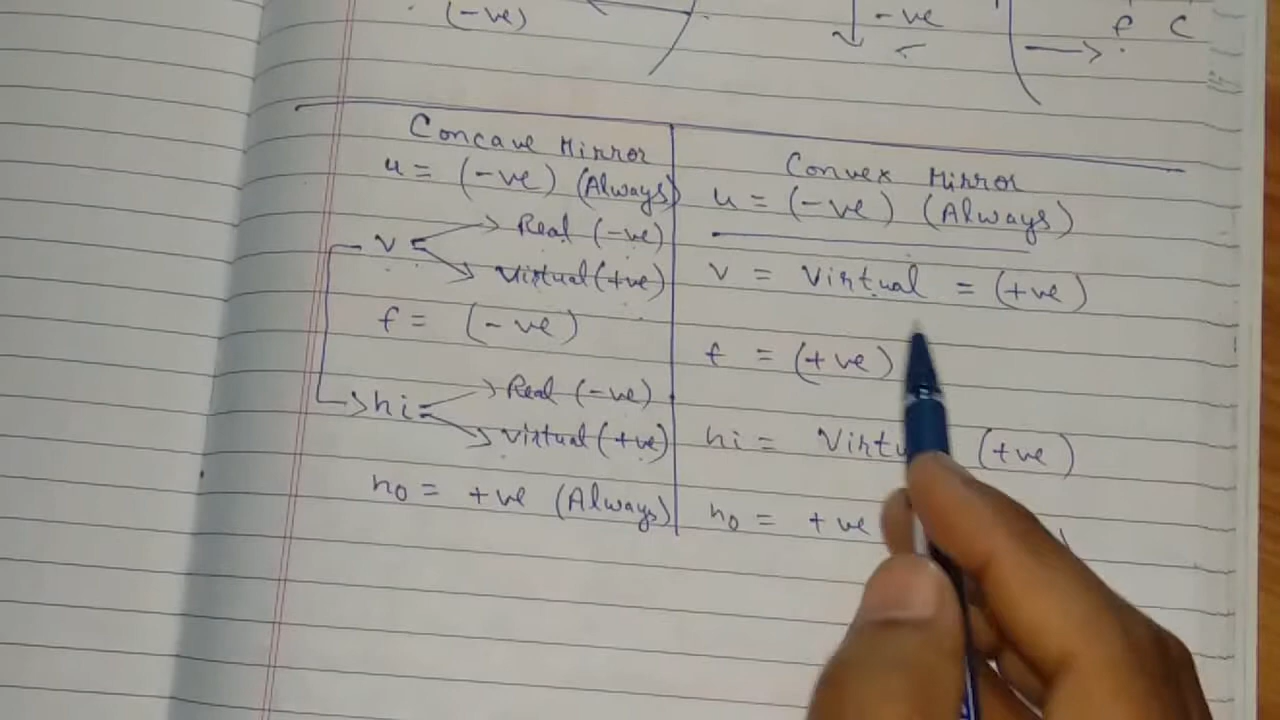 (-ve)
-ve
f C
Concave Mirror
u = (-ve) (Always)
v = Real (-ve)
Virtual (+ve)
f = (-ve)
hi = Real (-ve)
Virtual (+ve)
ho = +ve (Always)
Convex Mirror
u = (-ve) (Always)
v = Virtual = (+ve)
f = (+ve)
hi = (+ve)
ho = +ve